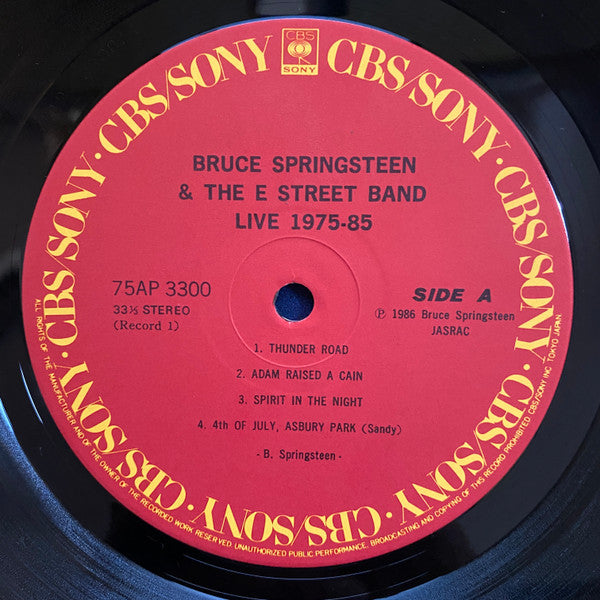 CBS
SONY
CBS/SONY · CBS/SONY · CBS/SONY · CBS/SONY · CBS/SONY · CBS/SONY · CBS/SONY · CBS/SONY
BRUCE SPRINGSTEEN
& THE E STREET BAND
LIVE 1975-85
75AP 3300
33⅓ STEREO
(Record 1)
SIDE A
Ⓟ 1986 Bruce Springsteen
JASRAC
1. THUNDER ROAD
2. ADAM RAISED A CAIN
3. SPIRIT IN THE NIGHT
4. 4th OF JULY, ASBURY PARK (Sandy)
- B. Springsteen -
ALL RIGHTS OF THE MANUFACTURER AND OF THE OWNER OF THE RECORDED WORK RESERVED. UNAUTHORIZED PUBLIC PERFORMANCE, BROADCASTING AND COPYING OF THIS RECORD PROHIBITED. CBS/SONY INC. TOKYO JAPAN